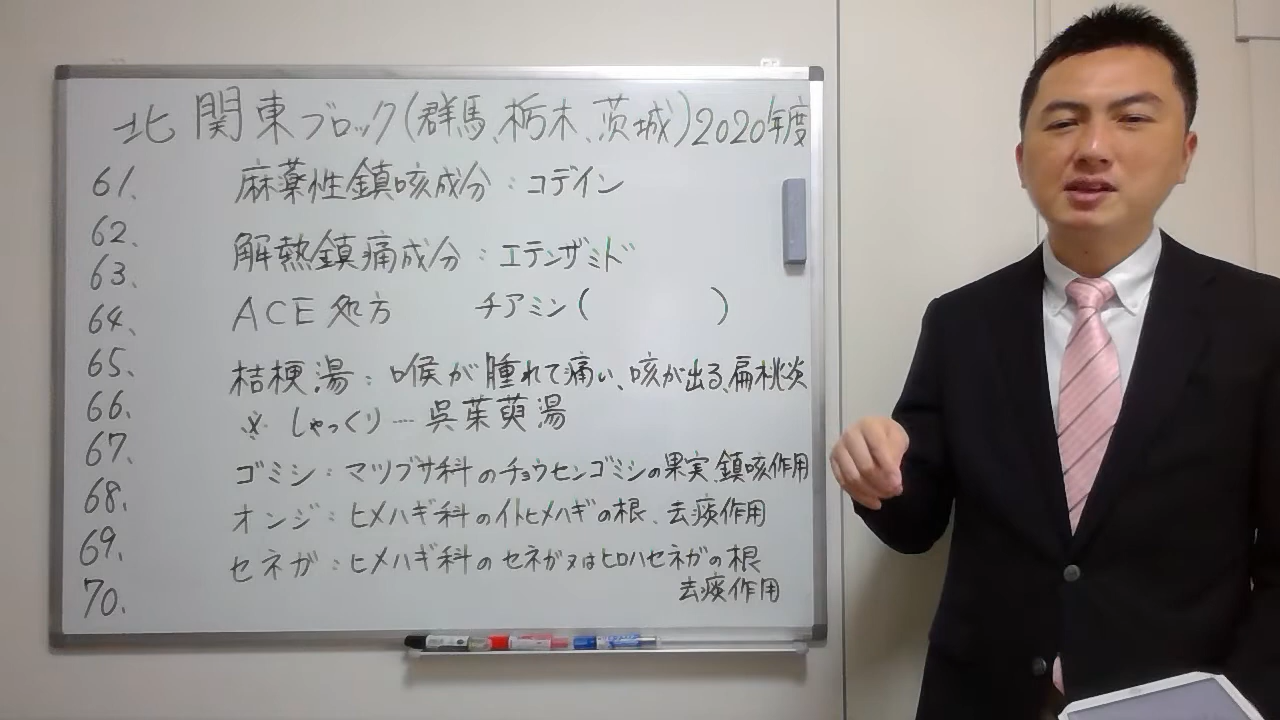 北関東ブロック(群馬、栃木、茨城)2020年度
61. 麻薬性鎮咳成分:コデイン
62.
解熱鎮痛成分:エテンザミド
63.
64. ACE処方 チアミン( )
65. 桔梗湯:喉が腫れて痛い、咳が出る、扁桃炎
66. ※しゃっくり…呉茱萸湯
67.
ゴミシ:マツブサ科のチョウセンゴミシの果実、鎮咳作用
68.
オンジ:ヒメハギ科のイトヒメハギの根、去痰作用
69. セネガ:ヒメハギ科のセネガ又はヒロハセネガの根
70. 去痰作用